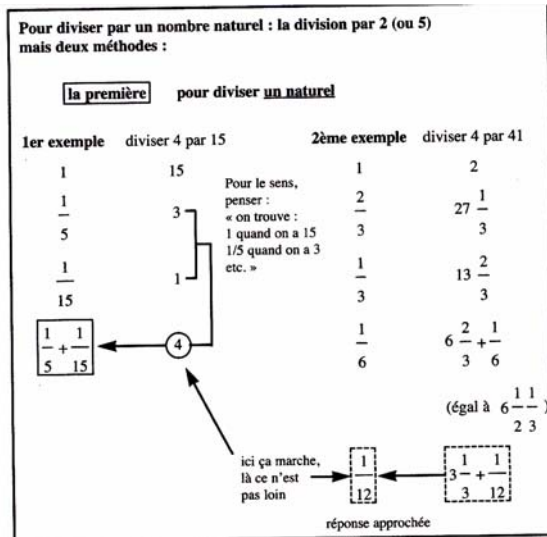 Pour diviser par un nombre naturel : la division par 2 (ou 5)
mais deux méthodes :
la première pour diviser un naturel
1er exemple diviser 4 par 15
1 15
1/5 3
1/15 1
1/5 + 1/15 4
Pour le sens,
penser :
« on trouve :
1 quand on a 15
1/5 quand on a 3
etc. »
2ème exemple diviser 4 par 41
1 2
2/3 27 1/3
1/3 13 2/3
1/6 6 2/3 + 1/6
(égal à 6 1/2 1/3 )
ici ça marche,
là ce n'est
pas loin
1/12 3 1/3 + 1/12
réponse approchée